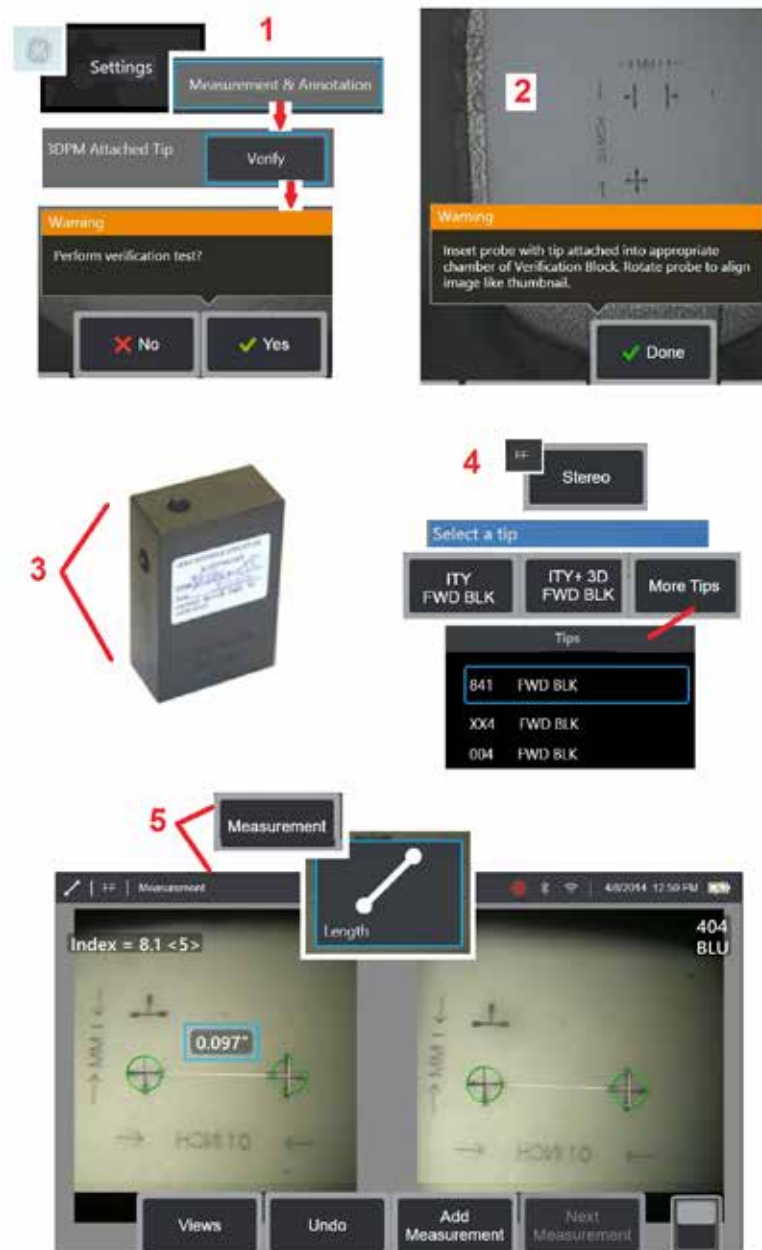 1
Settings
Measurement & Annotation
3DPM Attached Tip
Verify
Warning
Perform verification test?
No
Yes
2
Warning
Insert probe with tip attached into appropriate
chamber of Verification Block. Rotate probe to align
image like thumbnail.
Done
3
4
FF
Stereo
Select a tip
ITY
FWD BLK
ITY+ 3D
FWD BLK
More Tips
Tips
841 FWD BLK
XX4 FWD BLK
004 FWD BLK
5
Measurement
Length
FF
Measurement
4/8/2014 12:59 PM
Index = 8.1 <5>
404
BLU
0.097"
Views
Undo
Add
Measurement
Next
Measurement